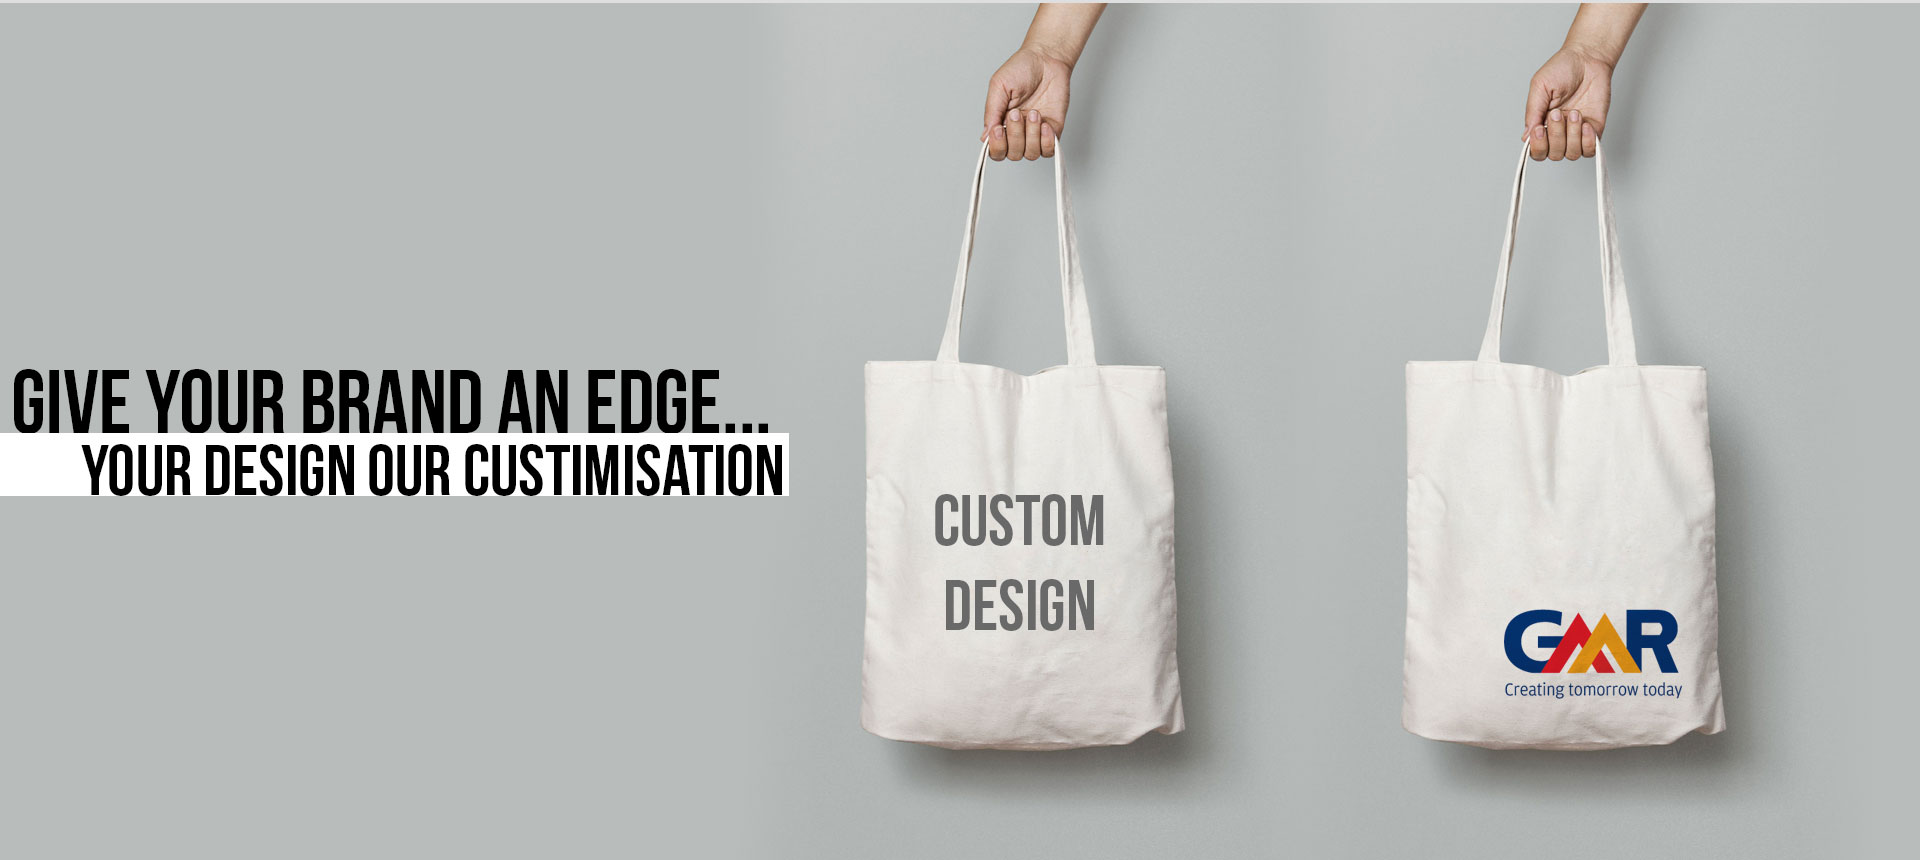 GIVE YOUR BRAND AN EDGE...
YOUR DESIGN OUR CUSTIMISATION
CUSTOM
DESIGN
GMR
Creating tomorrow today